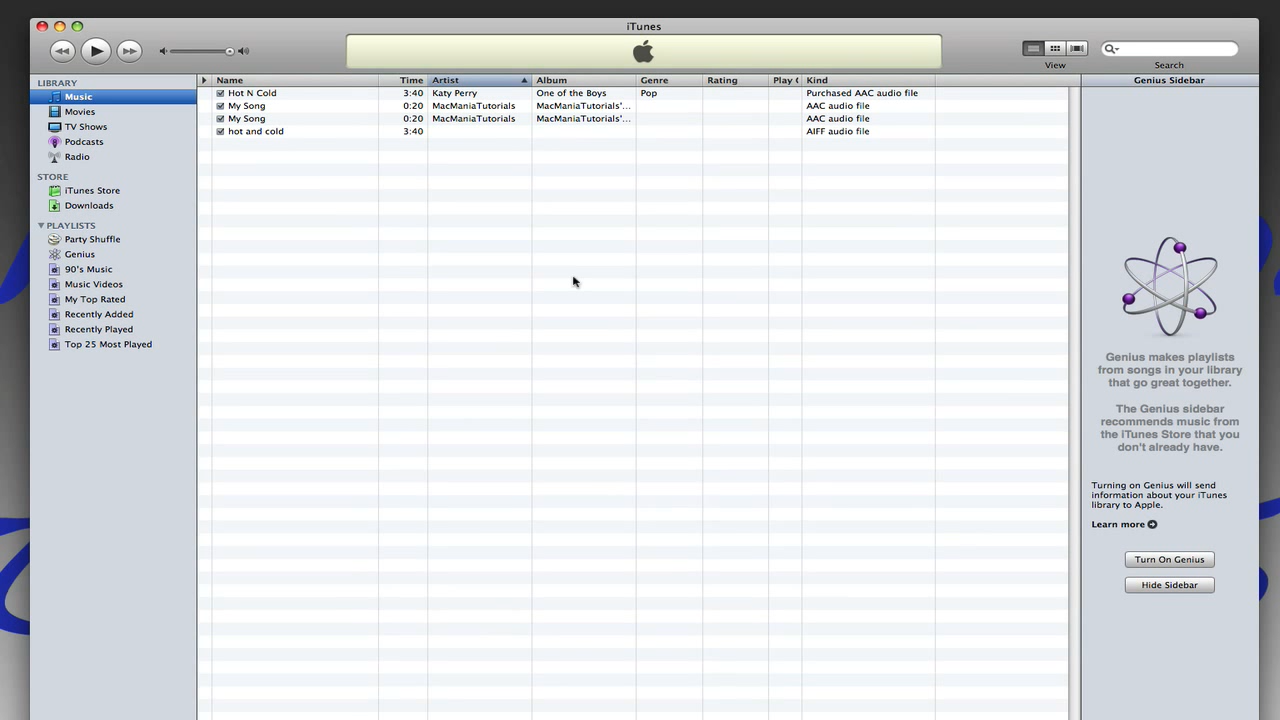 iTunes
View
Search
LIBRARY
Music
Movies
TV Shows
Podcasts
Radio
STORE
iTunes Store
Downloads
PLAYLISTS
Party Shuffle
Genius
90's Music
Music Videos
My Top Rated
Recently Added
Recently Played
Top 25 Most Played
Name Time Artist Album Genre Rating Play Kind
Hot N Cold 3:40 Katy Perry One of the Boys Pop Purchased AAC audio file
My Song 0:20 MacManiaTutorials MacManiaTutorials'... AAC audio file
My Song 0:20 MacManiaTutorials MacManiaTutorials'... AAC audio file
hot and cold 3:40 AIFF audio file
Genius Sidebar
Genius makes playlists
from songs in your library
that go great together.
The Genius sidebar
recommends music from
the iTunes Store that you
don't already have.
Turning on Genius will send
information about your iTunes
library to Apple.
Learn more
Turn On Genius
Hide Sidebar